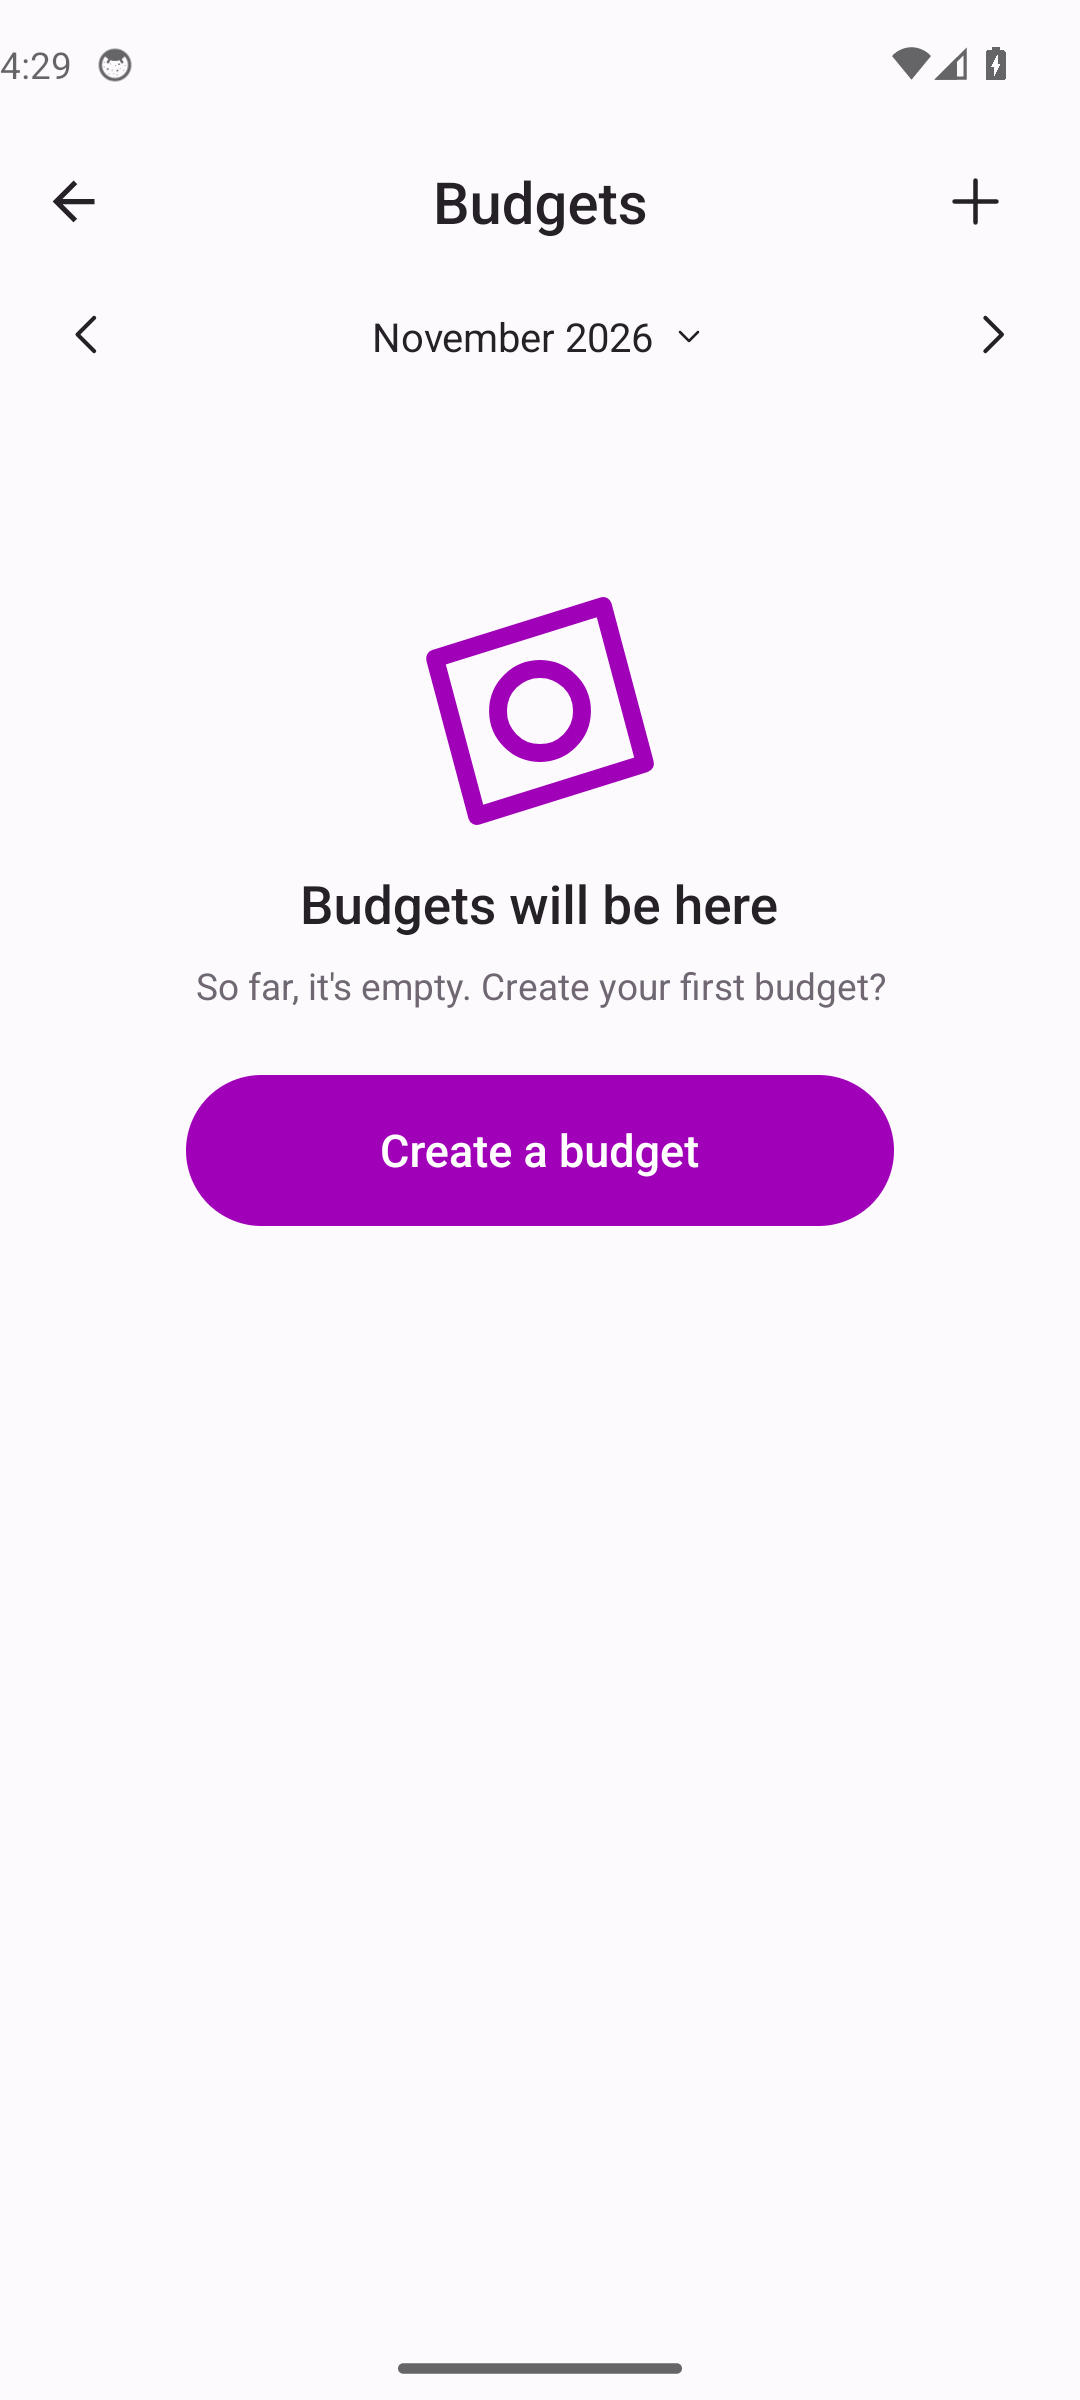 4:29
Budgets
November 2026
Budgets will be here
So far, it's empty. Create your first budget?
Create a budget